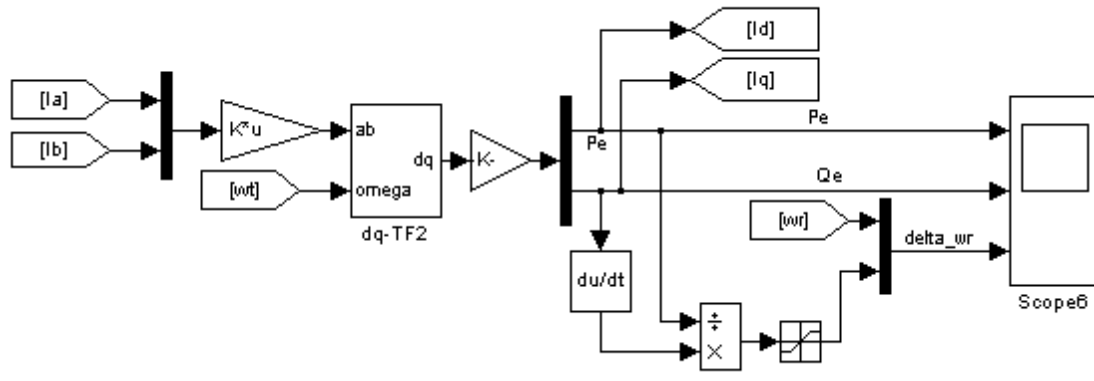 [Id]
[Ia]
[Iq]
K*u
ab
Pe
Pe
[Ib]
dq
K-
[wt]
omega
Qe
dq-TF2
[wr]
delta_wr
du/dt
Scope6
÷
×